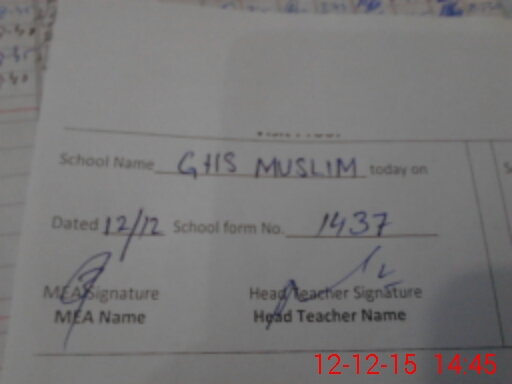 School Name GHS MUSLIM today on
Dated 12/12 School form No. 1437
MEA Signature Head Teacher Signature
MEA Name Head Teacher Name
12-12-15 14:45